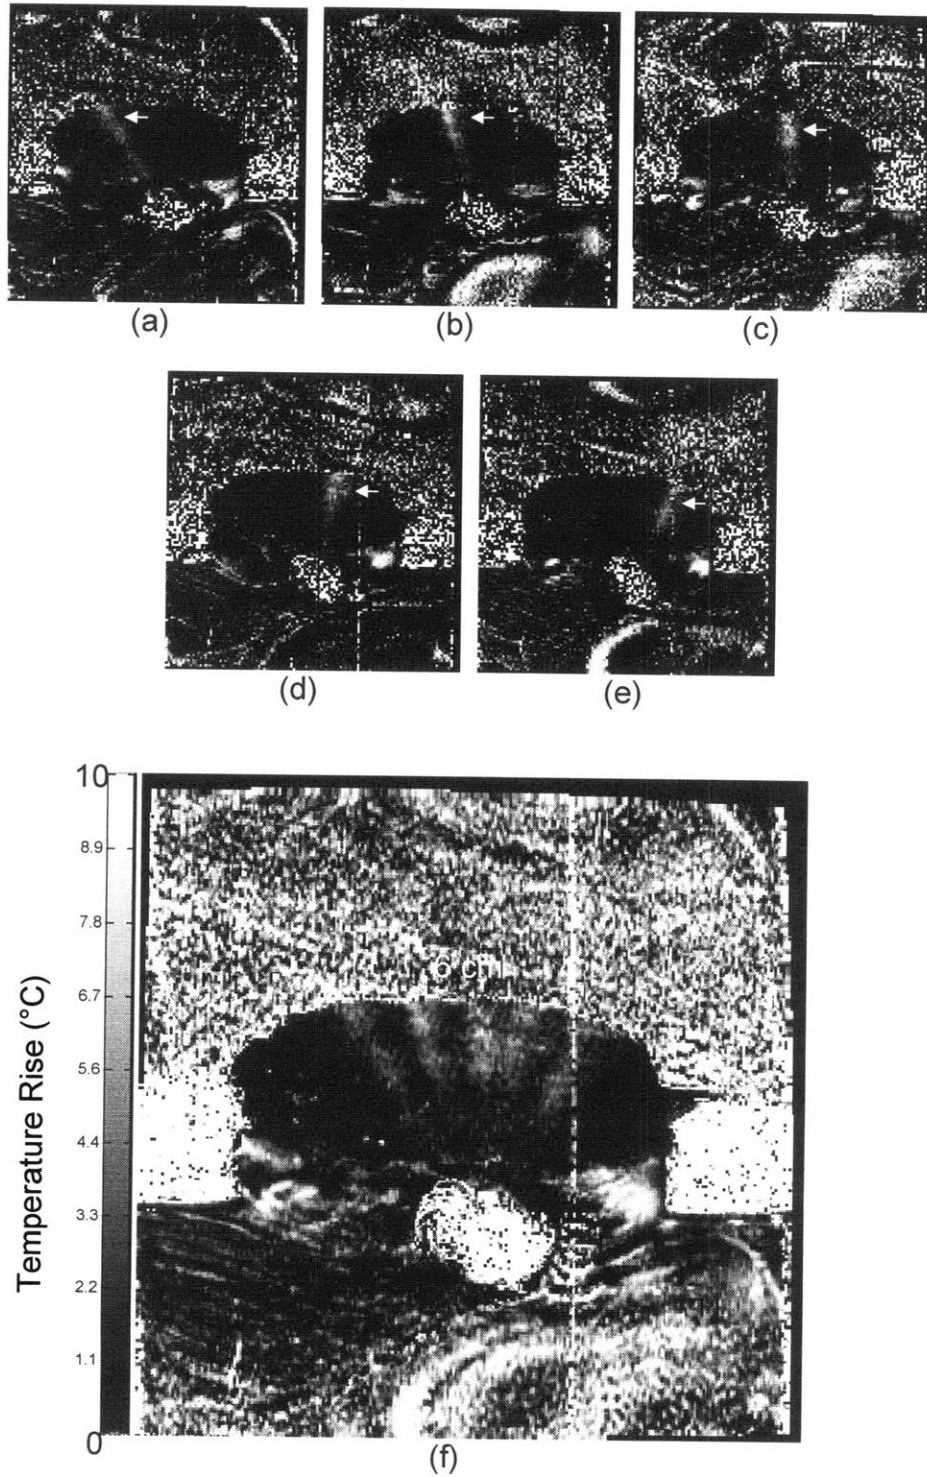 (a)
(b)
(c)
(d)
(e)
10
8.9
7.8
6.7
5.6
4.4
3.3
2.2
1.1
0
Temperature Rise (°C)
6 cm
(f)